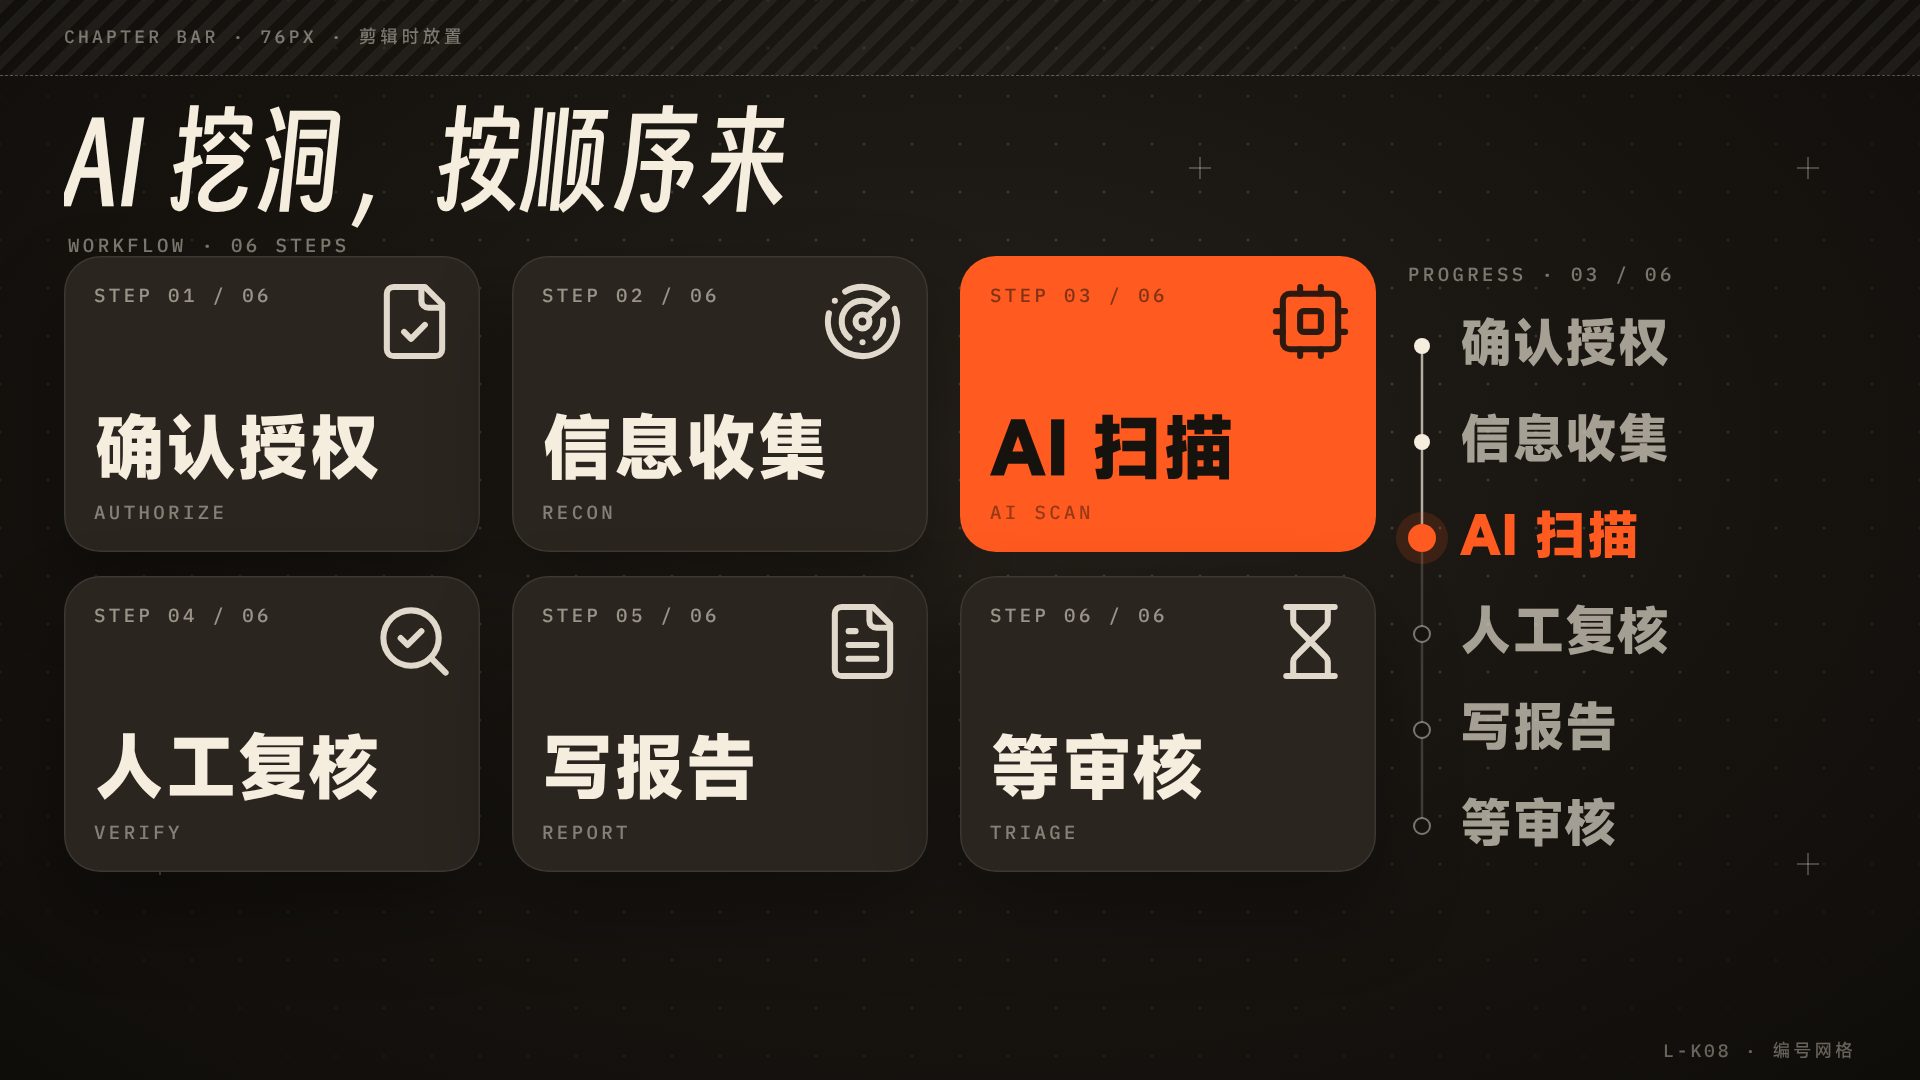 CHAPTER BAR · 76PX · 剪辑时放置
AI 挖洞，按顺序来
WORKFLOW · 06 STEPS
STEP 01 / 06
确认授权
AUTHORIZE
STEP 02 / 06
信息收集
RECON
STEP 03 / 06
AI 扫描
AI SCAN
STEP 04 / 06
人工复核
VERIFY
STEP 05 / 06
写报告
REPORT
STEP 06 / 06
等审核
TRIAGE
PROGRESS · 03 / 06
确认授权
信息收集
AI 扫描
人工复核
写报告
等审核
L-K08 · 编号网格